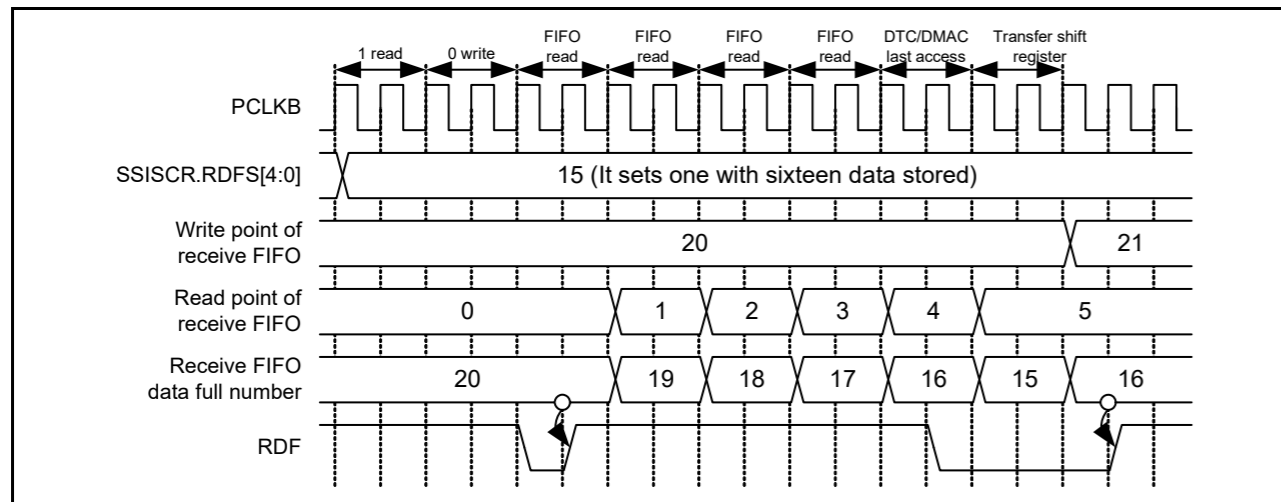 1 read
0 write
FIFO
read
FIFO
read
FIFO
read
FIFO
read
DTC/DMAC
last access
Transfer shift
register
PCLKB
SSISCR.RDFS[4:0]
15 (It sets one with sixteen data stored)
Write point of
receive FIFO
20
21
Read point of
receive FIFO
0
1
2
3
4
5
Receive FIFO
data full number
20
19
18
17
16
15
16
RDF